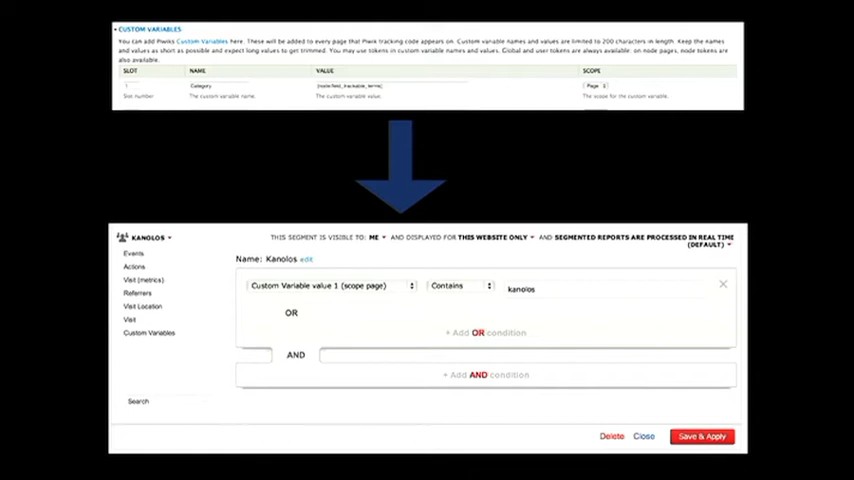 CUSTOM VARIABLES
You can add Piwiks Custom Variables here. These will be added to every page that Piwik tracking code appears on. Custom variable names and values are limited to 200 characters in length. Keep the names
and values as short as possible and expect long values to get trimmed. You may use tokens in custom variable names and values. Global and user tokens are always available; on node pages, node tokens are
also available.
SLOT NAME VALUE SCOPE
1 Category [node:field_trackable_terms] Page
Slot number The custom variable name. The custom variable value. The scope for the custom variable.
KANOLOS THIS SEGMENT IS VISIBLE TO: ME AND DISPLAYED FOR THIS WEBSITE ONLY AND SEGMENTED REPORTS ARE PROCESSED IN REAL TIME
(DEFAULT)
Events
Actions
Visit (metrics)
Referrers
Visit Location
Visit
Custom Variables
Search
Name: Kanolos edit
Custom Variable value 1 (scope page) Contains kanolos
OR
+ Add OR condition
AND
+ Add AND condition
Delete Close Save & Apply